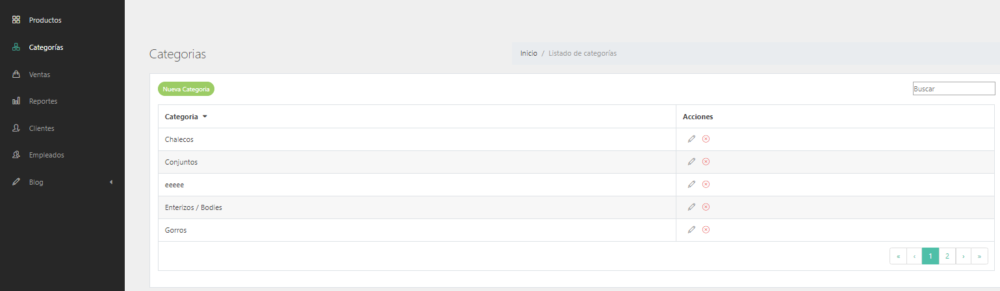 Productos
Categorías
Ventas
Reportes
Clientes
Empleados
Blog
Categorias
Inicio / Listado de categorías
Nueva Categoria
Buscar
Categoria Acciones
Chalecos
Conjuntos
eeeee
Enterizos / Bodies
Gorros
« ‹ 1 2 › »